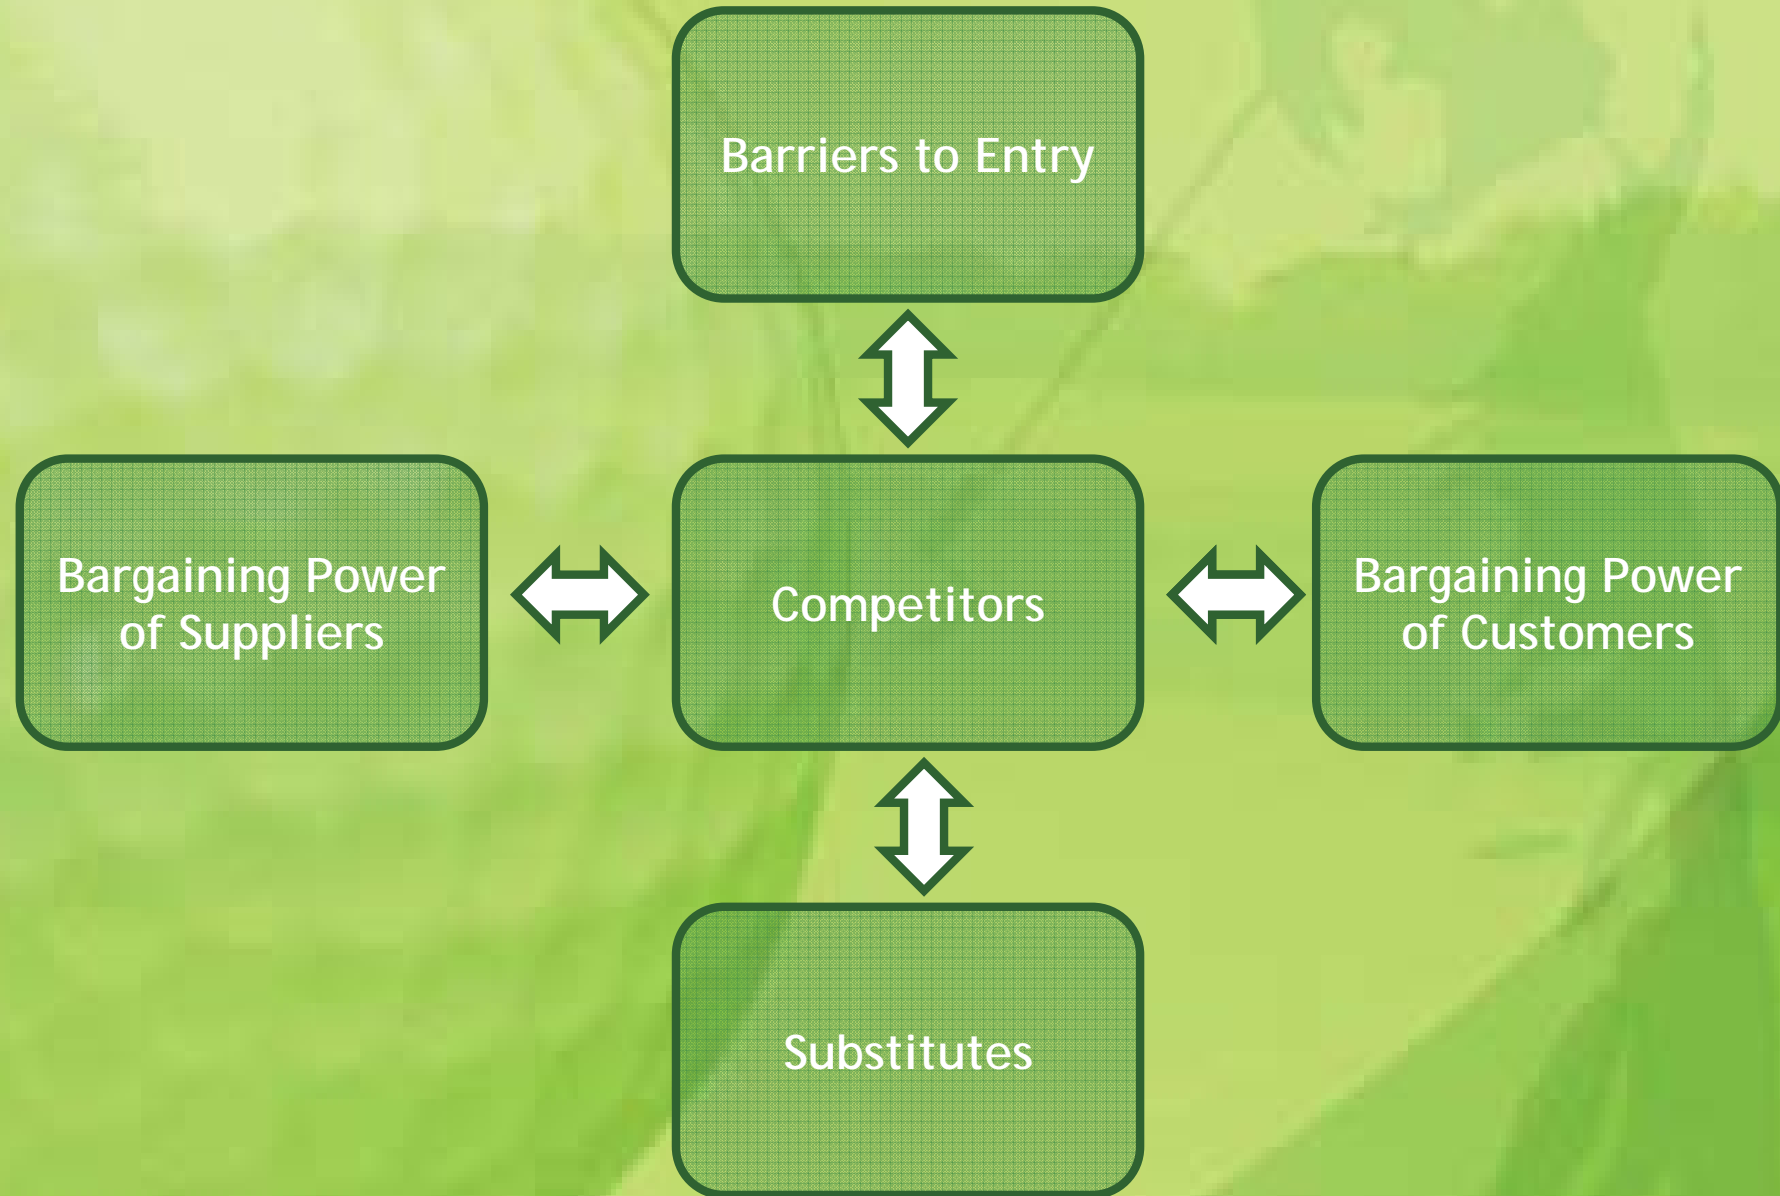 Barriers to Entry
Bargaining Power
of Suppliers
Competitors
Bargaining Power
of Customers
Substitutes